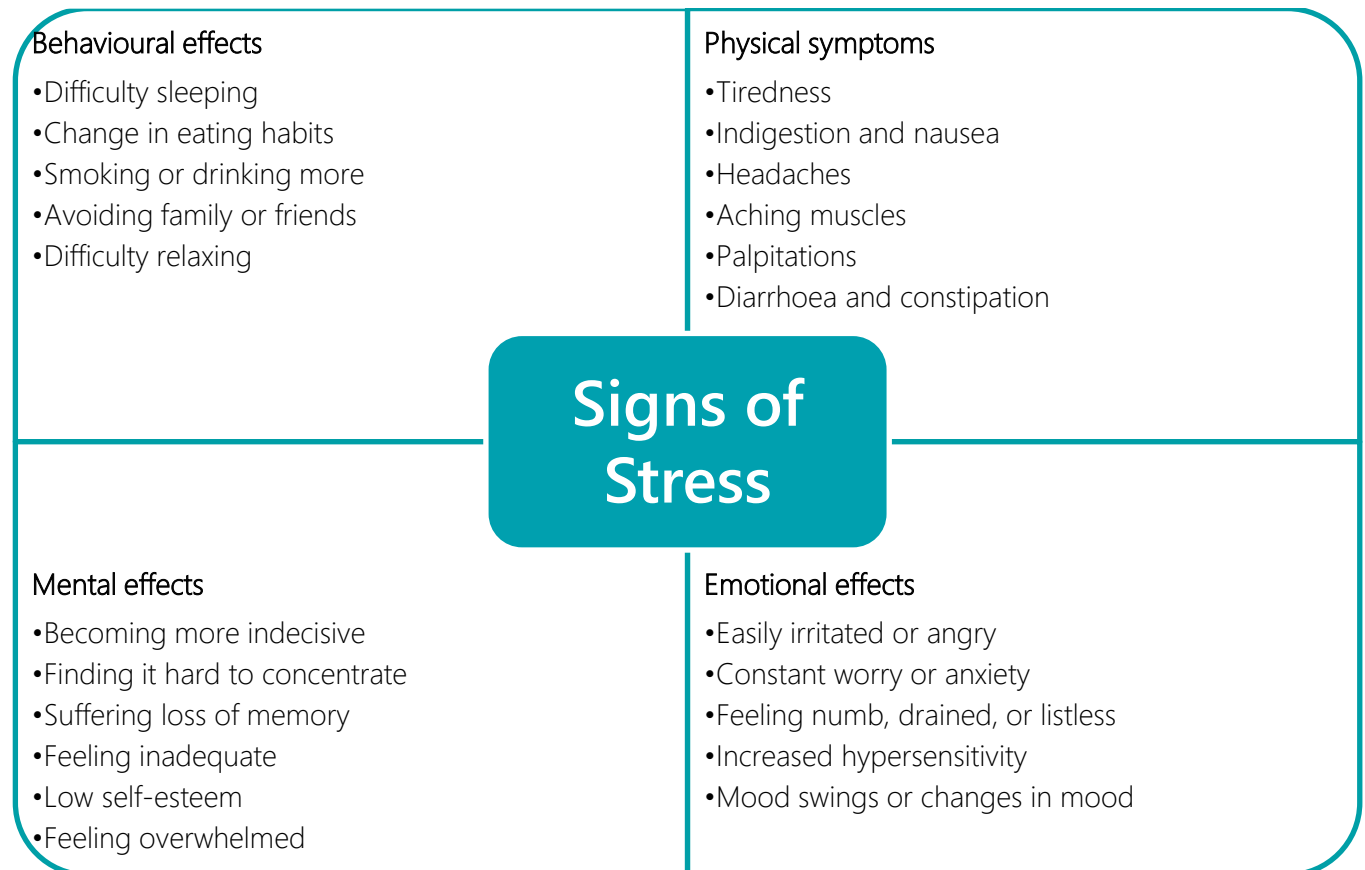 Behavioural effects
•Difficulty sleeping
•Change in eating habits
•Smoking or drinking more
•Avoiding family or friends
•Difficulty relaxing
Physical symptoms
•Tiredness
•Indigestion and nausea
•Headaches
•Aching muscles
•Palpitations
•Diarrhoea and constipation
Signs of
Stress
Mental effects
•Becoming more indecisive
•Finding it hard to concentrate
•Suffering loss of memory
•Feeling inadequate
•Low self-esteem
•Feeling overwhelmed
Emotional effects
•Easily irritated or angry
•Constant worry or anxiety
•Feeling numb, drained, or listless
•Increased hypersensitivity
•Mood swings or changes in mood